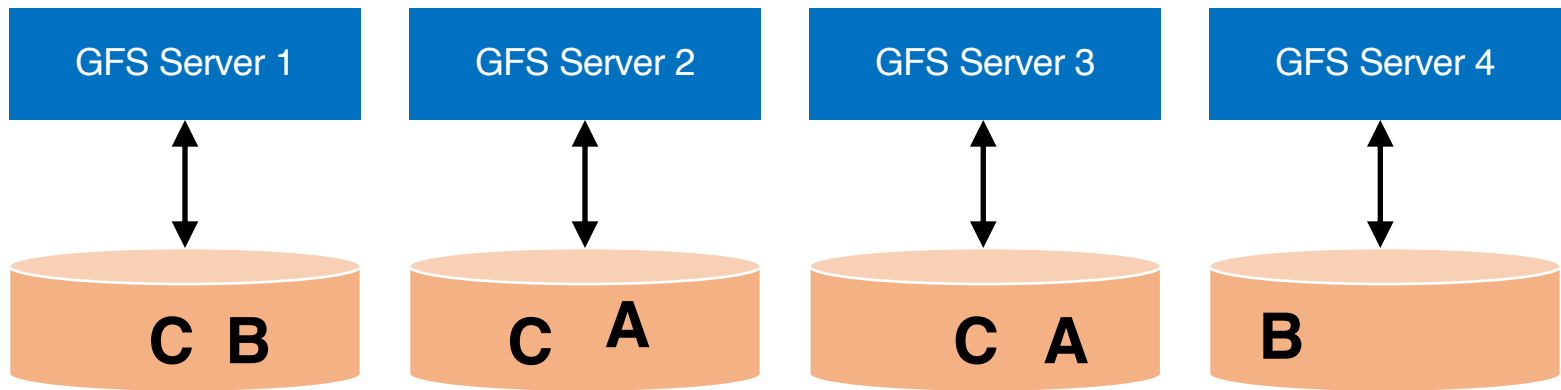 GFS Server 1
GFS Server 2
GFS Server 3
GFS Server 4
C B
C A
C A
B